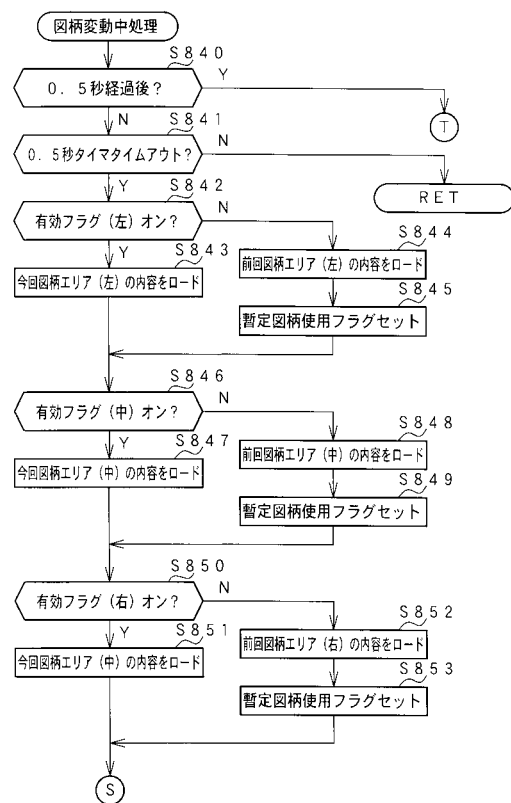 図柄変動中処理
S840
0.5秒経過後?
Y
T
N
S841
0.5秒タイマタイムアウト?
N
RET
Y
S842
有効フラグ(左)オン?
N
Y
S843
今回図柄エリア(左)の内容をロード
S844
前回図柄エリア(左)の内容をロード
S845
暫定図柄使用フラグセット
S846
有効フラグ(中)オン?
N
Y
S847
今回図柄エリア(中)の内容をロード
S848
前回図柄エリア(中)の内容をロード
S849
暫定図柄使用フラグセット
S850
有効フラグ(右)オン?
N
Y
S851
今回図柄エリア(中)の内容をロード
S852
前回図柄エリア(右)の内容をロード
S853
暫定図柄使用フラグセット
S